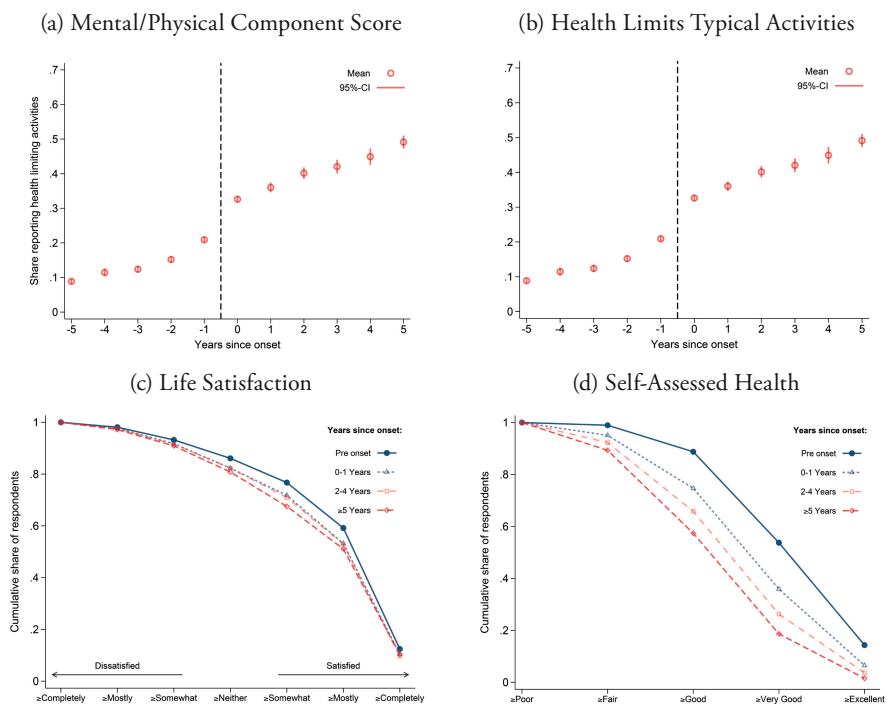 (a) Mental/Physical Component Score
Share reporting health limiting activities
.7
.6
.5
.4
.3
.2
.1
0
Mean
95%-CI
-5 -4 -3 -2 -1 0 1 2 3 4 5
Years since onset
(b) Health Limits Typical Activities
.7
.6
.5
.4
.3
.2
.1
0
Mean
95%-CI
-5 -4 -3 -2 -1 0 1 2 3 4 5
Years since onset
(c) Life Satisfaction
Cumulative share of respondents
1
.8
.6
.4
.2
0
Years since onset:
Pre onset
0-1 Years
2-4 Years
≥5 Years
Dissatisfied Satisfied
≥Completely ≥Mostly ≥Somewhat ≥Neither ≥Somewhat ≥Mostly ≥Completely
(d) Self-Assessed Health
Cumulative share of respondents
1
.8
.6
.4
.2
0
Years since onset:
Pre onset
0-1 Years
2-4 Years
≥5 Years
≥Poor ≥Fair ≥Good ≥Very Good ≥Excellent